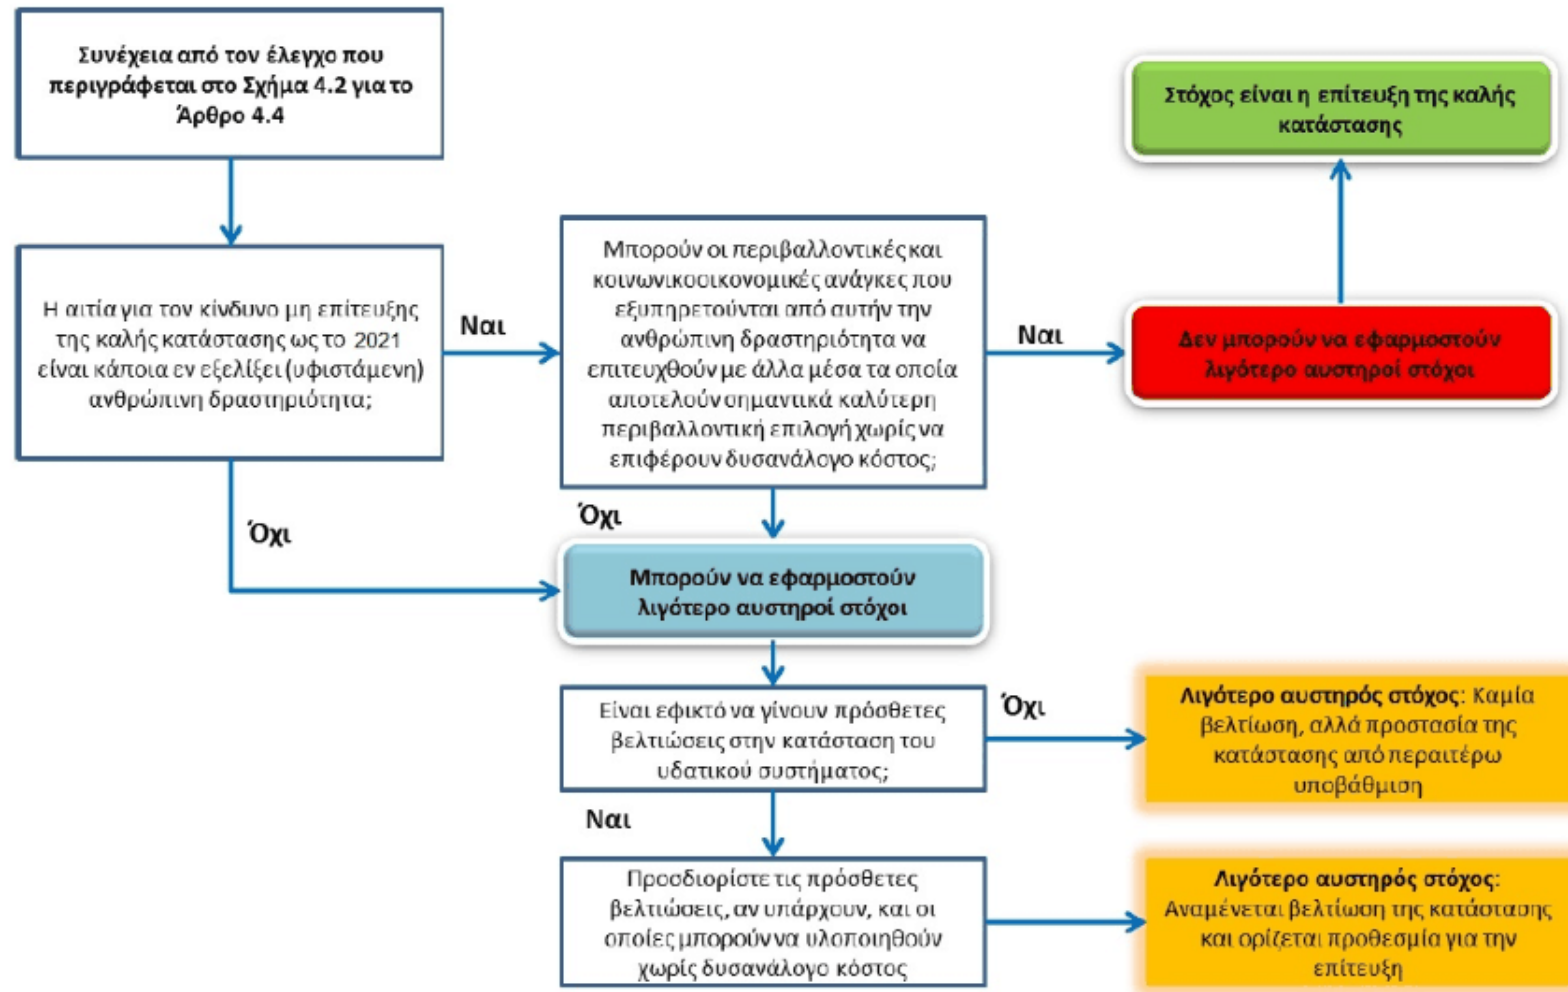 Συνέχεια από τον έλεγχο που
περιγράφεται στο Σχήμα 4.2 για το
Άρθρο 4.4
Στόχος είναι η επίτευξη της καλής
κατάστασης
Η αιτία για τον κίνδυνο μη επίτευξης
της καλής κατάστασης ως το 2021
είναι κάποια εν εξελίξει (υφιστάμενη)
ανθρώπινη δραστηριότητα;
Ναι
Μπορούν οι περιβαλλοντικές και
κοινωνικοοικονομικές ανάγκες που
εξυπηρετούνται από αυτήν την
ανθρώπινη δραστηριότητα να
επιτευχθούν με άλλα μέσα τα οποία
αποτελούν σημαντικά καλύτερη
περιβαλλοντική επιλογή χωρίς να
επιφέρουν δυσανάλογο κόστος;
Ναι
Δεν μπορούν να εφαρμοστούν
λιγότερο αυστηροί στόχοι
Όχι
Όχι
Μπορούν να εφαρμοστούν
λιγότερο αυστηροί στόχοι
Είναι εφικτό να γίνουν πρόσθετες
βελτιώσεις στην κατάσταση του
υδατικού συστήματος;
Όχι
Λιγότερο αυστηρός στόχος: Καμία
βελτίωση, αλλά προστασία της
κατάστασης από περαιτέρω
υποβάθμιση
Ναι
Προσδιορίστε τις πρόσθετες
βελτιώσεις, αν υπάρχουν, και οι
οποίες μπορούν να υλοποιηθούν
χωρίς δυσανάλογο κόστος
Λιγότερο αυστηρός στόχος:
Αναμένεται βελτίωση της κατάστασης
και ορίζεται προθεσμία για την
επίτευξη